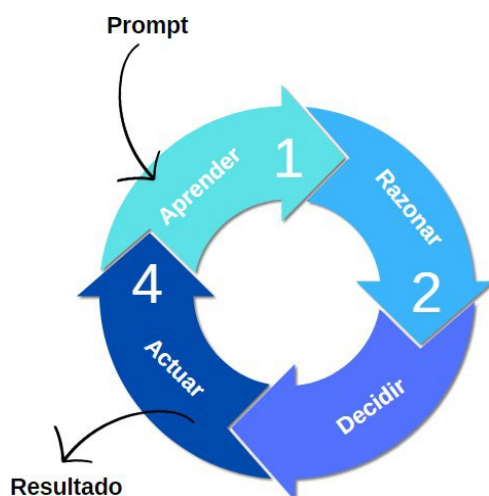 Prompt
Aprender
1
Razonar
2
Decidir
Actuar
4
Resultado